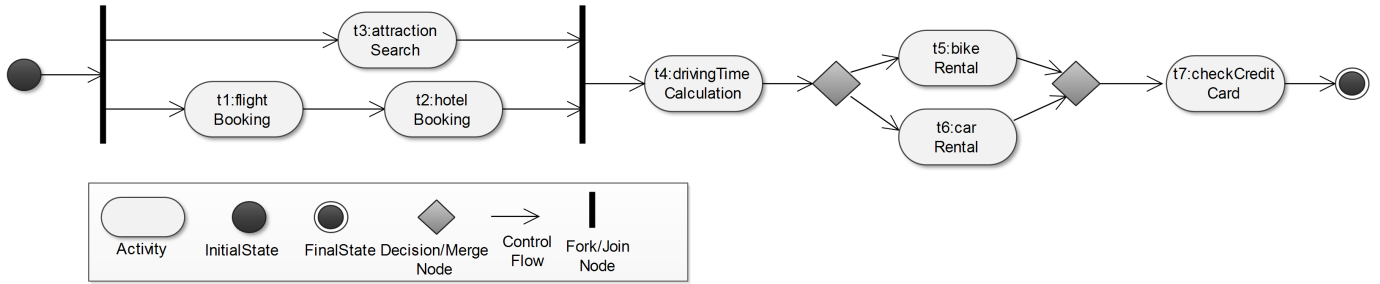 t3:attraction
Search
t1:flight
Booking
t2:hotel
Booking
t4:drivingTime
Calculation
t5:bike
Rental
t6:car
Rental
t7:checkCredit
Card
Activity
InitialState
FinalState
Decision/Merge
Node
Control
Flow
Fork/Join
Node